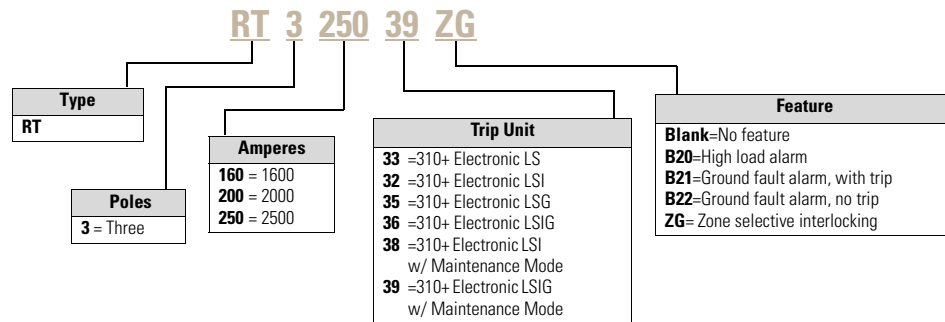 RT 3 250 39 ZG
Type
RT
Poles
3 = Three
Amperes
160 = 1600
200 = 2000
250 = 2500
Trip Unit
33 =310+ Electronic LS
32 =310+ Electronic LSI
35 =310+ Electronic LSG
36 =310+ Electronic LSIG
38 =310+ Electronic LSI
w/ Maintenance Mode
39 =310+ Electronic LSIG
w/ Maintenance Mode
Feature
Blank=No feature
B20=High load alarm
B21=Ground fault alarm, with trip
B22=Ground fault alarm, no trip
ZG= Zone selective interlocking